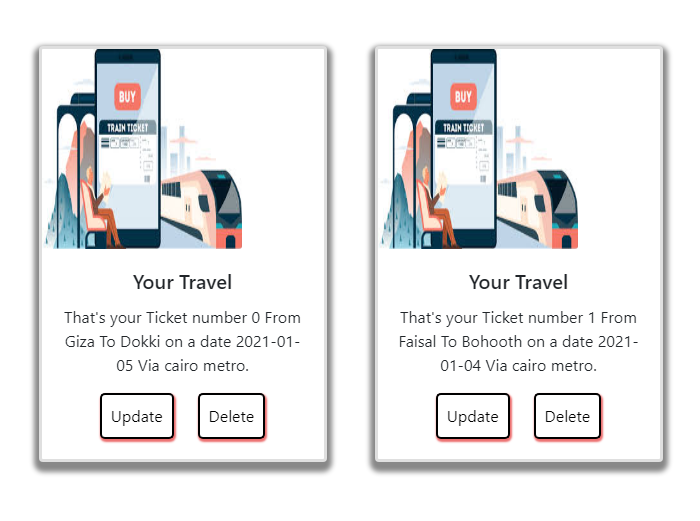 BUY
TRAIN TICKET
Your Travel
That's your Ticket number 0 From
Giza To Dokki on a date 2021-01-
05 Via cairo metro.
Update Delete
BUY
TRAIN TICKET
Your Travel
That's your Ticket number 1 From
Faisal To Bohooth on a date 2021-
01-04 Via cairo metro.
Update Delete